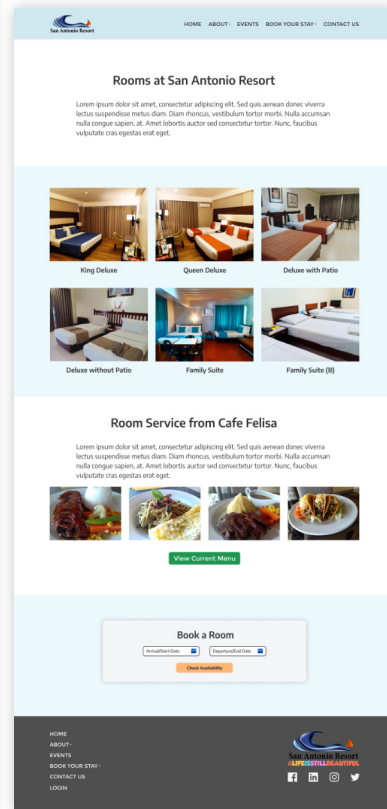 San Antonio Resort
HOME ABOUT EVENTS BOOK YOUR STAY CONTACT US
Rooms at San Antonio Resort
Lorem ipsum dolor sit amet, consectetur adipiscing elit. Sed quis aenean donec viverra
lectus suspendisse metus diam. Diam rhoncus, vestibulum tortor morbi. Nulla accumsan
nulla congue sapien, at. Amet lobortis auctor sed consectetur tortor. Nunc, faucibus
vulputate cras egestas erat eget.
King Deluxe
Queen Deluxe
Deluxe with Patio
Deluxe without Patio
Family Suite
Family Suite (8)
Room Service from Cafe Felisa
Lorem ipsum dolor sit amet, consectetur adipiscing elit. Sed quis aenean donec viverra
lectus suspendisse metus diam. Diam rhoncus, vestibulum tortor morbi. Nulla accumsan
nulla congue sapien, at. Amet lobortis auctor sed consectetur tortor. Nunc, faucibus
vulputate cras egestas erat eget.
View Current Menu
Book a Room
Arrival/Start Date
Departure/End Date
Check Availability
HOME
ABOUT
EVENTS
BOOK YOUR STAY
CONTACT US
LOGIN
San Antonio Resort
#LIFEISSTILLBEAUTIFUL